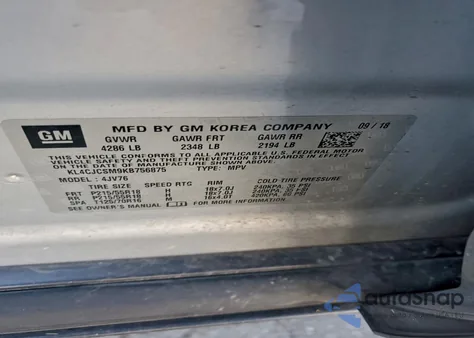 GM
MFD BY GM KOREA COMPANY 09 / 18
GVWR GAWR FRT GAWR RR
4286 LB 2348 LB 2194 LB
THIS VEHICLE CONFORMS TO ALL APPLICABLE U.S. FEDERAL MOTOR
VEHICLE SAFETY AND THEFT PREVENTION STANDARDS IN EFFECT ON THE
DATE OF MANUFACTURE SHOWN ABOVE.
KL4CJCSM9KB756875 TYPE: MPV
MODEL: 4JV76
SPEED RTG RIM COLD TIRE PRESSURE
FRT P215/55R18 H 18x7.0J 240KPA, 35 PSI
RR P215/55R18 H 18x7.0J 240KPA, 35 PSI
SPA T125/70R16 M 16x4.0T 420KPA, 60 PSI
SEE OWNER'S MANUAL FOR ADDITIONAL INFORMATION.
autoSnap